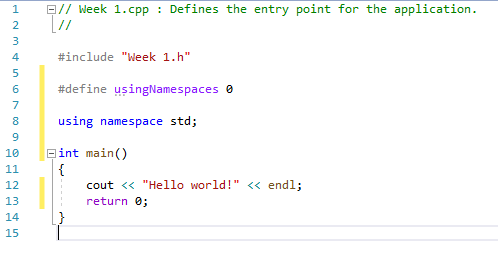 1 // Week 1.cpp : Defines the entry point for the application.
2 //
3
4 #include "Week 1.h"
5
6 #define usingNamespaces 0
7
8 using namespace std;
9
10 int main()
11 {
12     cout << "Hello world!" << endl;
13     return 0;
14 }
15